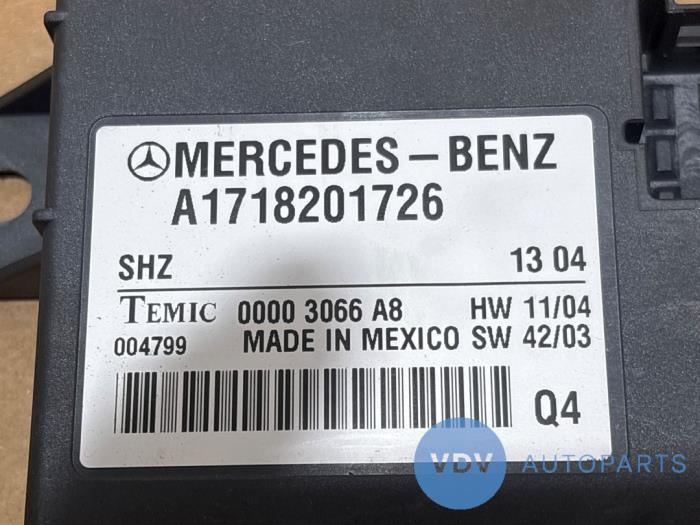 MERCEDES – BENZ
A1718201726
SHZ 13 04
TEMIC 0000 3066 A8 HW 11/04
004799 MADE IN MEXICO SW 42/03
Q4
VDV AUTOPARTS